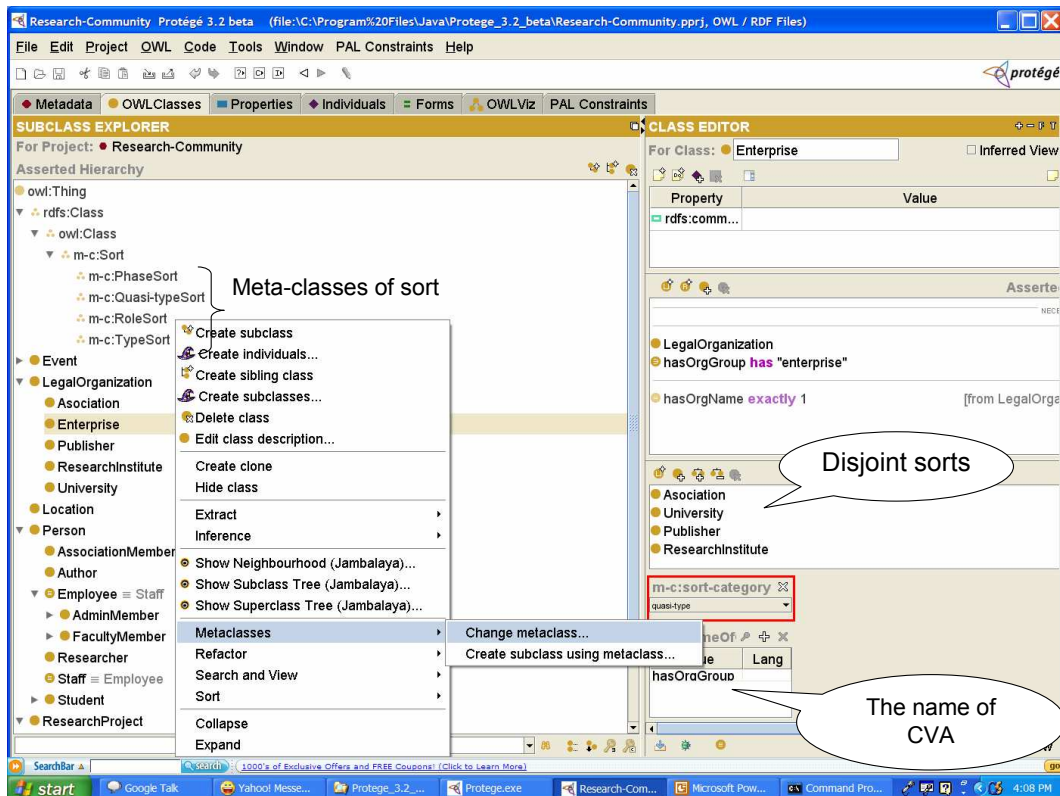 Research-Community Protégé 3.2 beta (file:\C:\Program%20Files\Java\Protege_3.2_beta\Research-Community.pprj, OWL / RDF Files)
File Edit Project OWL Code Tools Window PAL Constraints Help
protégé
Metadata OWLClasses Properties Individuals Forms OWLViz PAL Constraints
SUBCLASS EXPLORER
For Project: Research-Community
Asserted Hierarchy
owl:Thing
rdfs:Class
owl:Class
m-c:Sort
m-c:PhaseSort
m-c:Quasi-typeSort
m-c:RoleSort
m-c:TypeSort
Meta-classes of sort
Event
LegalOrganization
Asociation
Enterprise
Publisher
ResearchInstitute
University
Location
Person
AssociationMember
Author
Employee ≡ Staff
AdminMember
FacultyMember
Researcher
Staff ≡ Employee
Student
ResearchProject
Create subclass
Create individuals...
Create sibling class
Create subclasses...
Delete class
Edit class description...
Create clone
Hide class
Extract
Inference
Show Neighbourhood (Jambalaya)...
Show Subclass Tree (Jambalaya)...
Show Superclass Tree (Jambalaya)...
Metaclasses
Refactor
Search and View
Sort
Collapse
Expand
Change metaclass...
Create subclass using metaclass...
CLASS EDITOR
For Class: Enterprise Inferred View
Property Value
rdfs:comm...
Asserte
NECE
LegalOrganization
hasOrgGroup has "enterprise"
hasOrgName exactly 1 [from LegalOrga
Disjoint sorts
Asociation
University
Publisher
ResearchInstitute
m-c:sort-category
quasi-type
meOf
ue Lang
hasOrgGroup
The name of
CVA
SearchBar search 1000's of Exclusive Offers and FREE Coupons! (Click to Learn More) go
start Google Talk Yahoo! Messe... Protege_3.2_... Protege.exe Research-Com... Microsoft Pow... Command Pro... 4:08 PM